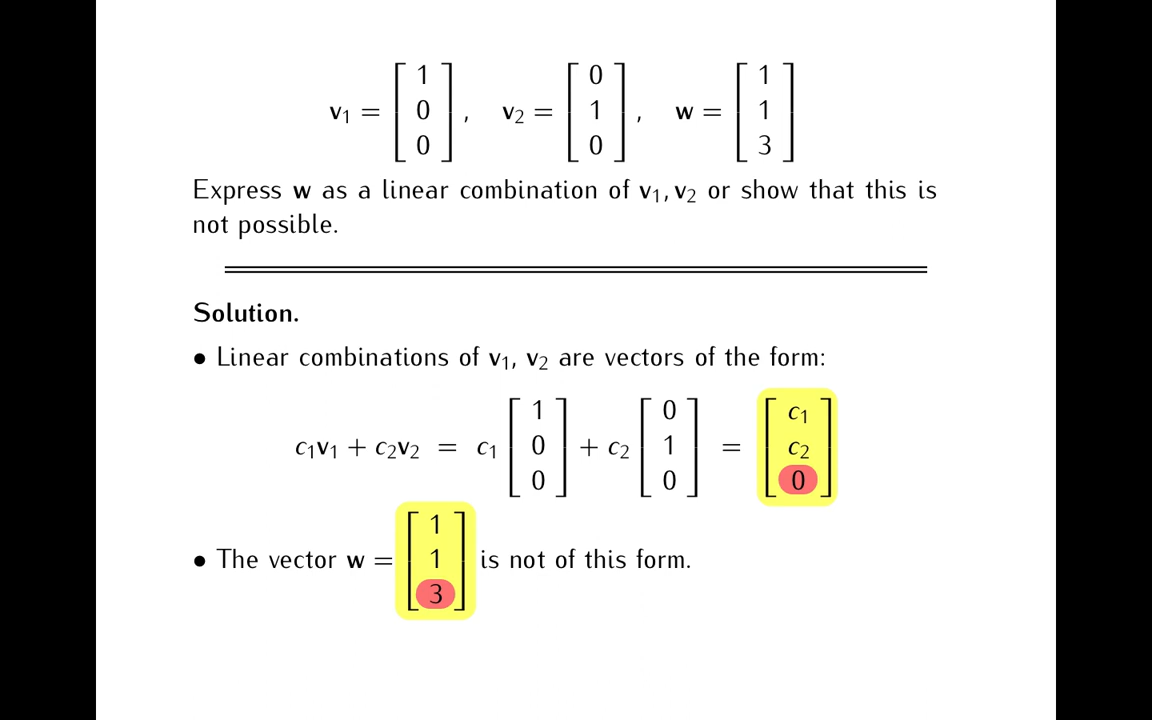 v₁ = [ 1 0 0 ], v₂ = [ 0 1 0 ], w = [ 1 1 3 ]
Express w as a linear combination of v₁, v₂ or show that this is
not possible.
Solution.
• Linear combinations of v₁, v₂ are vectors of the form:
c₁v₁ + c₂v₂ = c₁ [ 1 0 0 ] + c₂ [ 0 1 0 ] = [ c₁ c₂ 0 ]
• The vector w = [ 1 1 3 ] is not of this form.